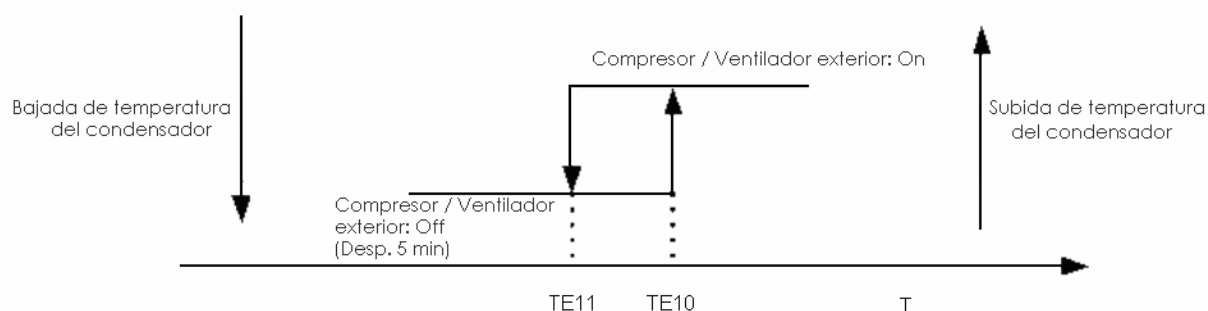 Compresor / Ventilador exterior: On
Bajada de temperatura
del condensador
Subida de temperatura
del condensador
Compresor / Ventilador
exterior: Off
(Desp. 5 min)
TE11
TE10
T